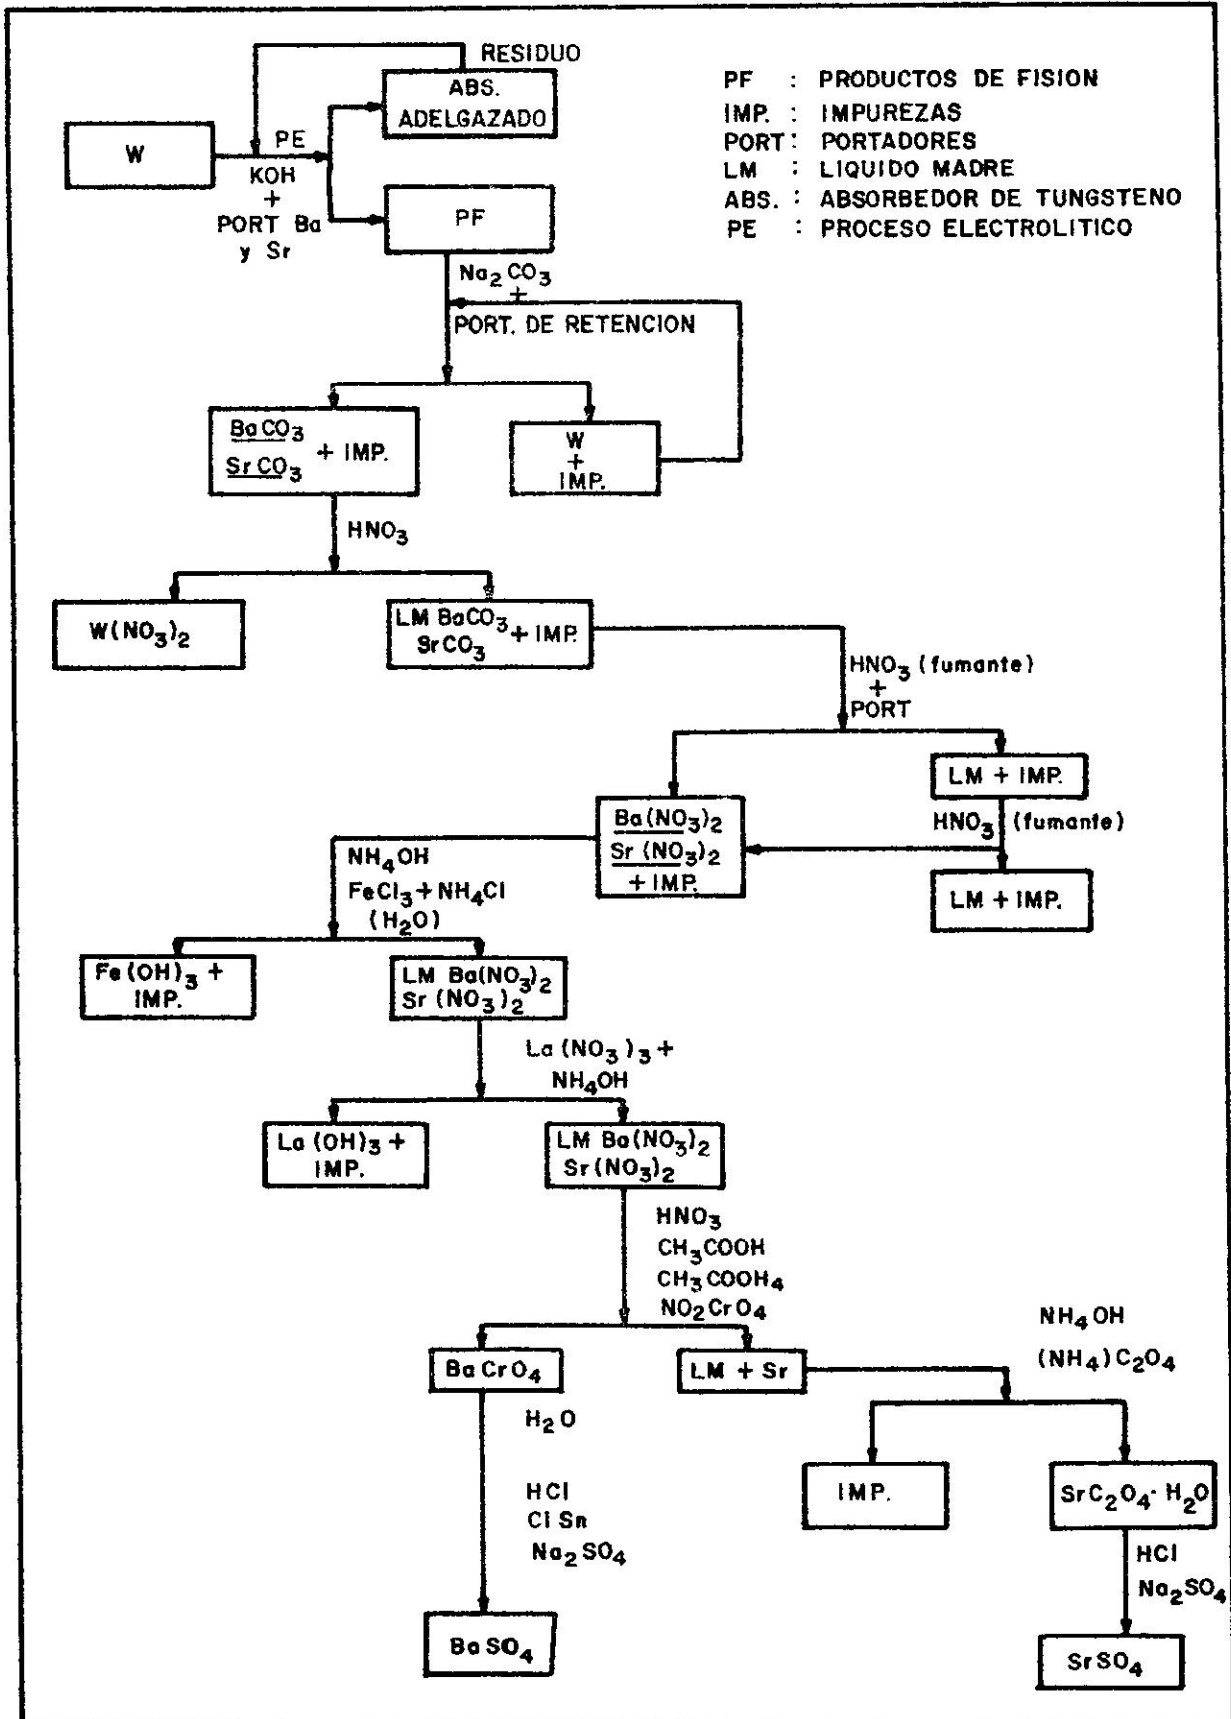 RESIDUO
ABS.
ADELGAZADO
W
PE
KOH
+
PORT Ba
y Sr
PF
PF : PRODUCTOS DE FISION
IMP. : IMPUREZAS
PORT : PORTADORES
LM : LIQUIDO MADRE
ABS. : ABSORBEDOR DE TUNGSTENO
PE : PROCESO ELECTROLITICO
Na₂CO₃
+
PORT. DE RETENCION
BaCO₃
SrCO₃ + IMP.
W
+
IMP.
HNO₃
W(NO₃)₂
LM BaCO₃
SrCO₃ + IMP.
HNO₃ (fumante)
+
PORT
LM + IMP.
HNO₃ (fumante)
Ba(NO₃)₂
Sr(NO₃)₂
+ IMP.
LM + IMP.
NH₄OH
FeCl₃ + NH₄Cl
(H₂O)
Fe(OH)₃ +
IMP.
LM Ba(NO₃)₂
Sr(NO₃)₂
La(NO₃)₃ +
NH₄OH
La(OH)₃ +
IMP.
LM Ba(NO₃)₂
Sr(NO₃)₂
HNO₃
CH₃COOH
CH₃COOH₄
NO₂CrO₄
BaCrO₄
LM + Sr
NH₄OH
(NH₄)C₂O₄
H₂O
HCl
ClSn
Na₂SO₄
IMP.
SrC₂O₄· H₂O
HCl
Na₂SO₄
BaSO₄
SrSO₄